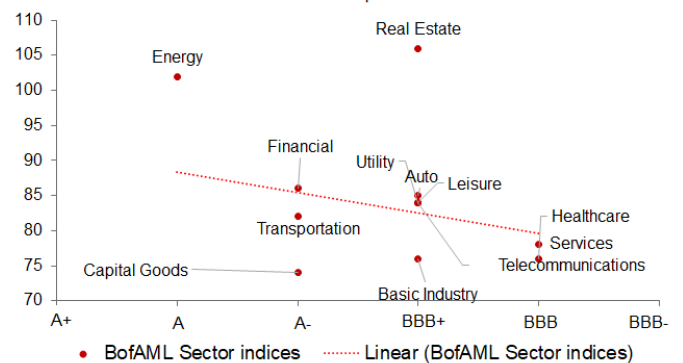 110
Real Estate
Energy
100
Financial
90
Utility
Auto
Leisure
80
Transportation
Healthcare
Services
Capital Goods
Telecommunications
Basic Industry
105
95
85
75
70
A+
A
A-
BBB+
BBB
BBB-
BofAML Sector indices
Linear (BofAML Sector indices)